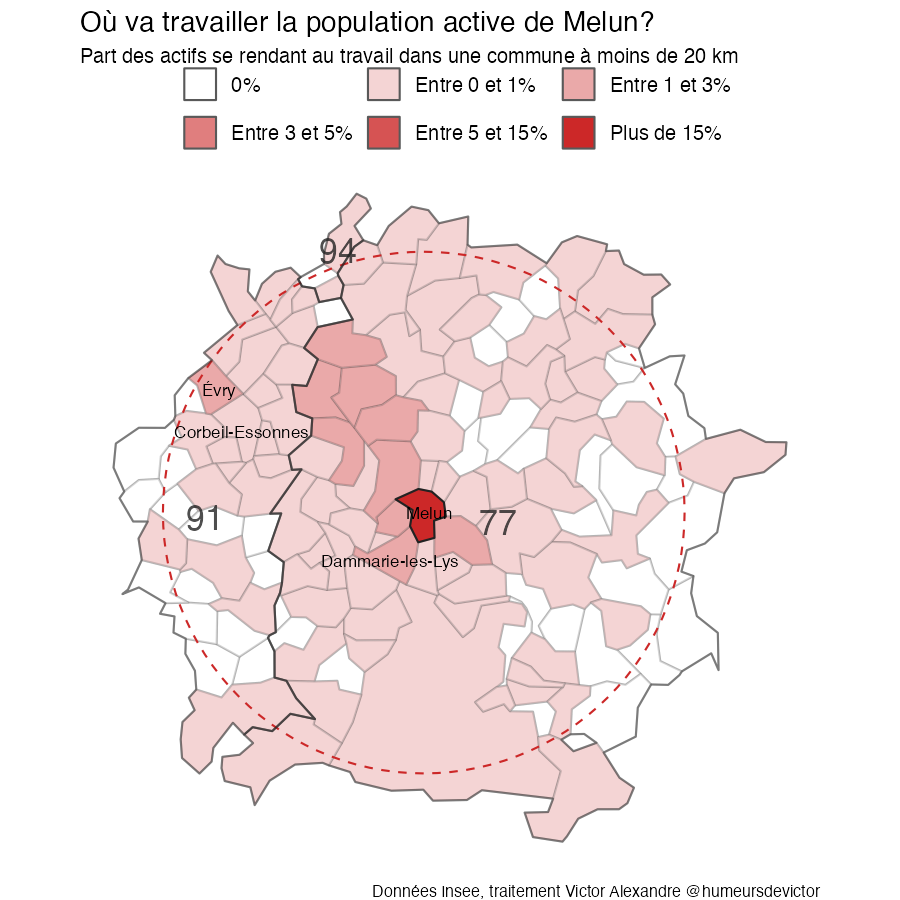 Où va travailler la population active de Melun?
Part des actifs se rendant au travail dans une commune à moins de 20 km
0% Entre 0 et 1% Entre 1 et 3%
Entre 3 et 5% Entre 5 et 15% Plus de 15%
94
Évry
Corbeil-Essonnes
Melun
91
77
Dammarie-les-Lys
Données Insee, traitement Victor Alexandre @humeursdevictor